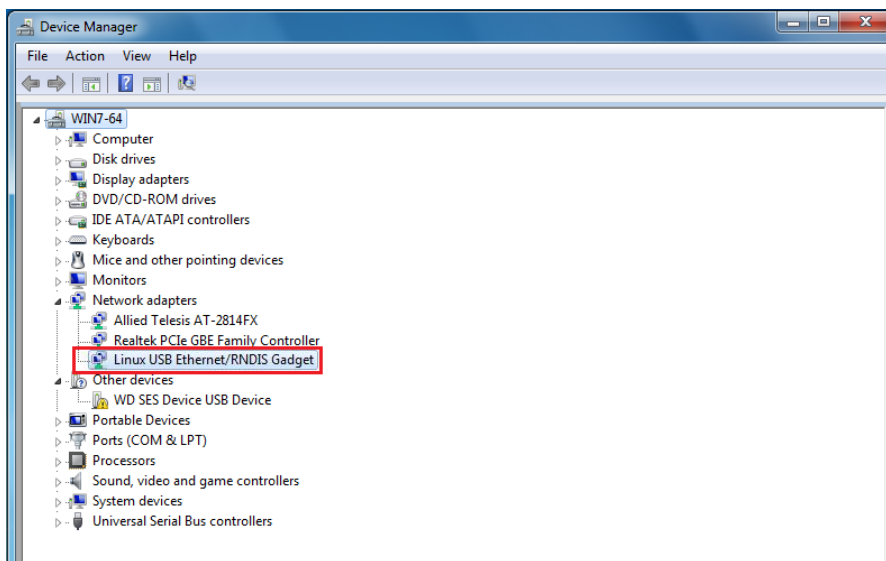 Device Manager
File Action View Help
WIN7-64
Computer
Disk drives
Display adapters
DVD/CD-ROM drives
IDE ATA/ATAPI controllers
Keyboards
Mice and other pointing devices
Monitors
Network adapters
Allied Telesis AT-2814FX
Realtek PCIe GBE Family Controller
Linux USB Ethernet/RNDIS Gadget
Other devices
WD SES Device USB Device
Portable Devices
Ports (COM & LPT)
Processors
Sound, video and game controllers
System devices
Universal Serial Bus controllers